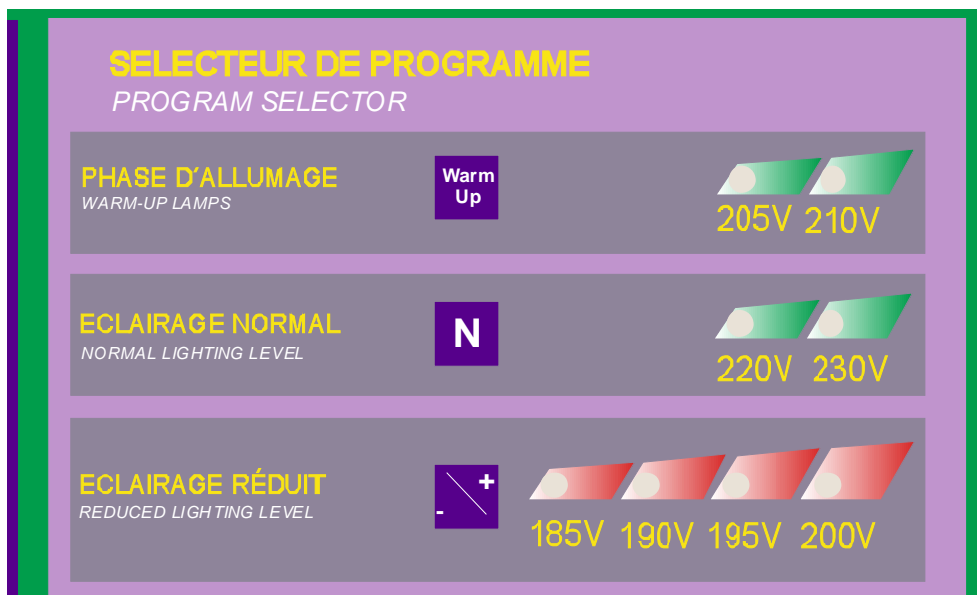 SELECTEUR DE PROGRAMME
PROGRAM SELECTOR
PHASE D'ALLUMAGE
WARM-UP LAMPS
Warm
Up
205V 210V
ECLAIRAGE NORMAL
NORMAL LIGHTING LEVEL
N
220V 230V
ECLAIRAGE RÉDUIT
REDUCED LIGHTING LEVEL
- +
185V 190V 195V 200V